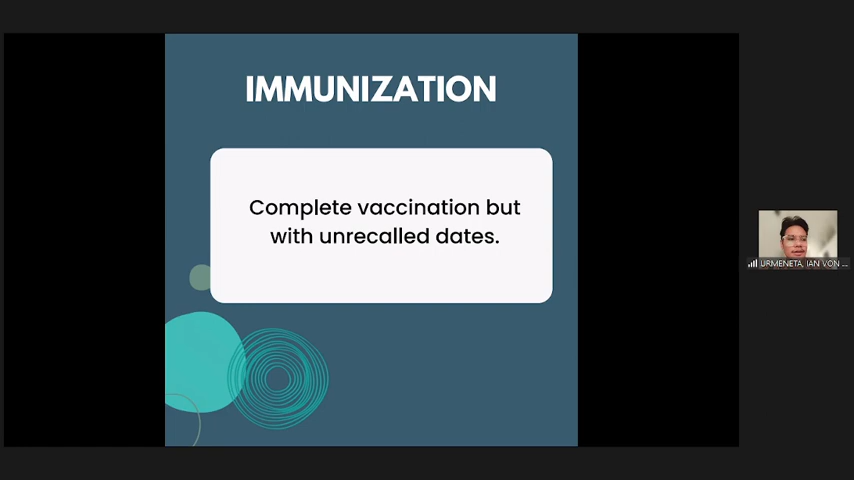 IMMUNIZATION
Complete vaccination but
with unrecalled dates.
URMENETA, IAN VON ...